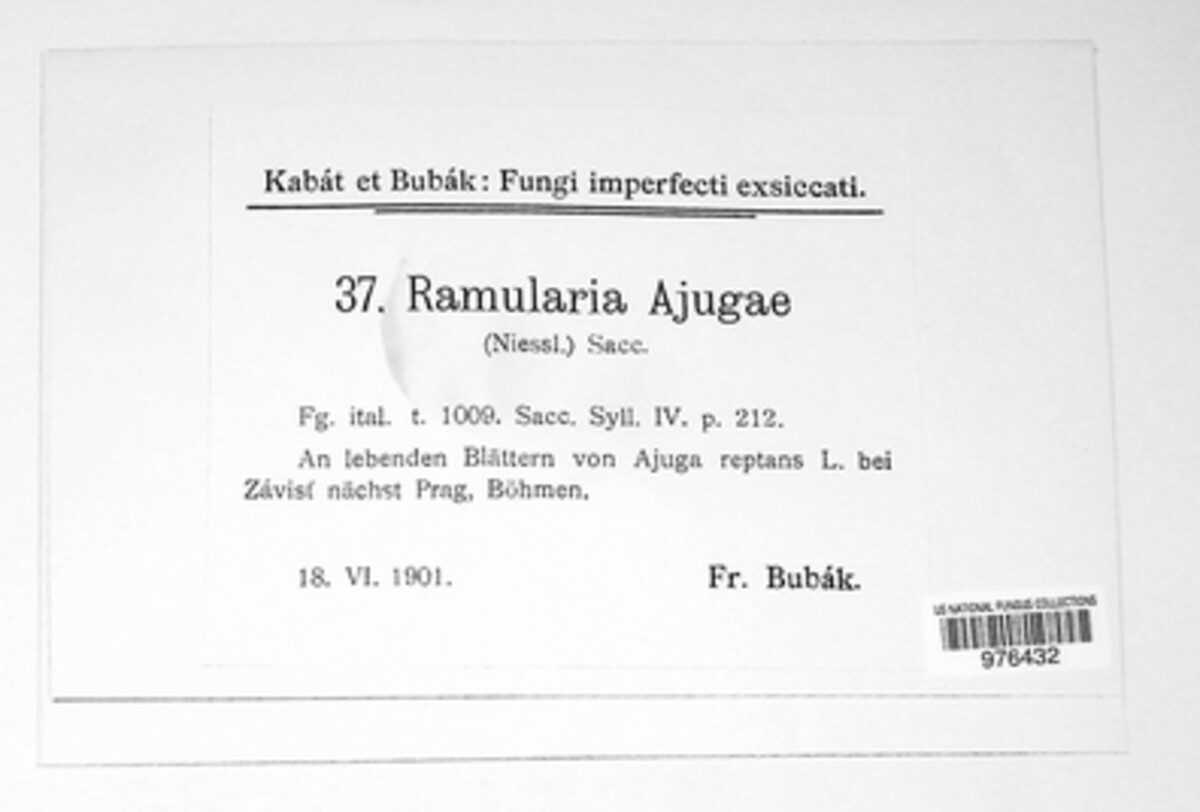 Kabát et Bubák: Fungi imperfecti exsiccati.
37. Ramularia Ajugae
(Niessl.) Sacc.
Fg. ital. t. 1009. Sacc. Syll. IV. p. 212.
An lebenden Blättern von Ajuga reptans L. bei
Závisť nächst Prag, Böhmen.
18. VI. 1901.
Fr. Bubák.
US NATIONAL FUNGUS COLLECTIONS
976432